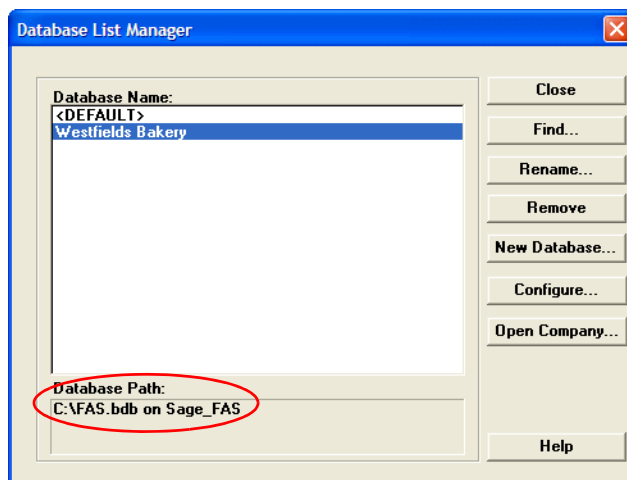 Database List Manager
Database Name:
<DEFAULT>
Westfields Bakery
Database Path:
C:\FAS.bdb on Sage_FAS
Close
Find...
Rename...
Remove
New Database...
Configure...
Open Company...
Help